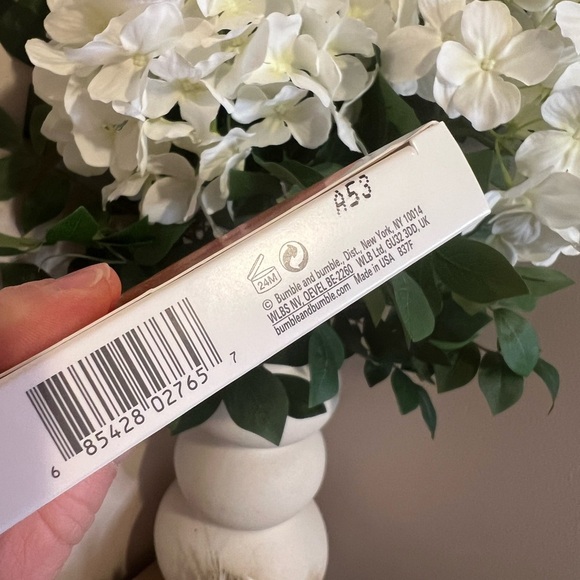 A53
24M
© Bumble and bumble., Dist., New York, NY 10014
WLBS NV, OEVEL BE-2260 WLB Ltd, GU32 3DD, UK
bumbleandbumble.com Made in USA B37F
6 85428 02765 7